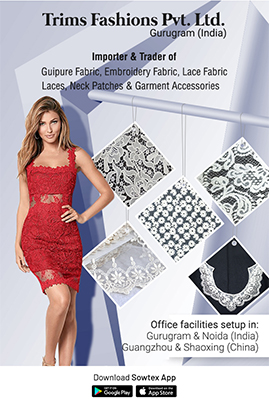 Trims Fashions Pvt. Ltd.
Gurugram (India)
Importer & Trader of
Guipure Fabric, Embroidery Fabric, Lace Fabric
Laces, Neck Patches & Garment Accessories
Office facilities setup in:
Gurugram & Noida (India)
Guangzhou & Shaoxing (China)
Download Sowtex App
GET IT ON
Google Play
Download on the
App Store